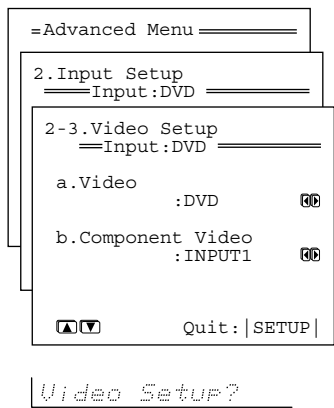 Advanced Menu
2.Input Setup
Input:DVD
2-3.Video Setup
Input:DVD
a.Video
:DVD
b.Component Video
:INPUT1
Quit:|SETUP|
Video Setup?